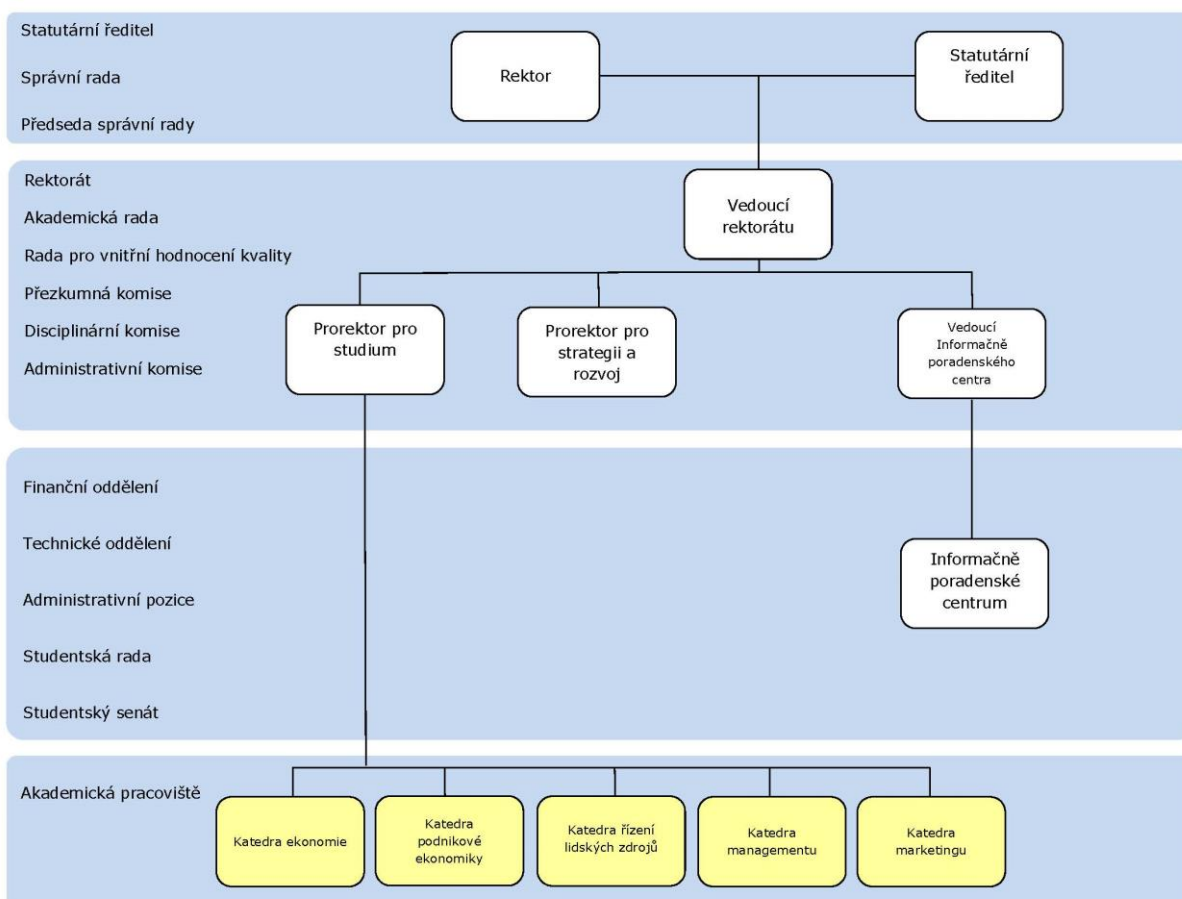 Statutární ředitel
Správní rada
Předseda správní rady
Rektor
Statutární
ředitel
Rektorát
Akademická rada
Rada pro vnitřní hodnocení kvality
Přezkumná komise
Disciplinární komise
Administrativní komise
Vedoucí
rektorátu
Prorektor pro
studium
Prorektor pro
strategii a
rozvoj
Vedoucí
Informačně
poradenského
centra
Finanční oddělení
Technické oddělení
Administrativní pozice
Studentská rada
Studentský senát
Informačně
poradenské
centrum
Akademická pracoviště
Katedra ekonomie
Katedra
podnikové
ekonomiky
Katedra řízení
lidských zdrojů
Katedra
managementu
Katedra
marketingu